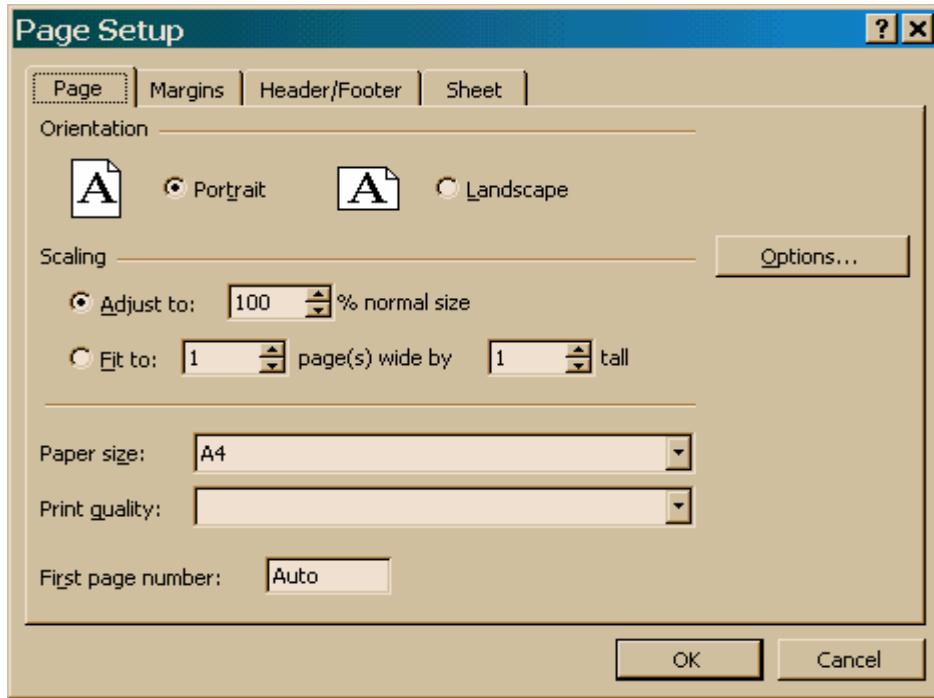 Page Setup
Page Margins Header/Footer Sheet
Orientation
A Portrait A Landscape
Scaling
Options...
Adjust to: 100 % normal size
Fit to: 1 page(s) wide by 1 tall
Paper size: A4
Print quality:
First page number: Auto
OK Cancel